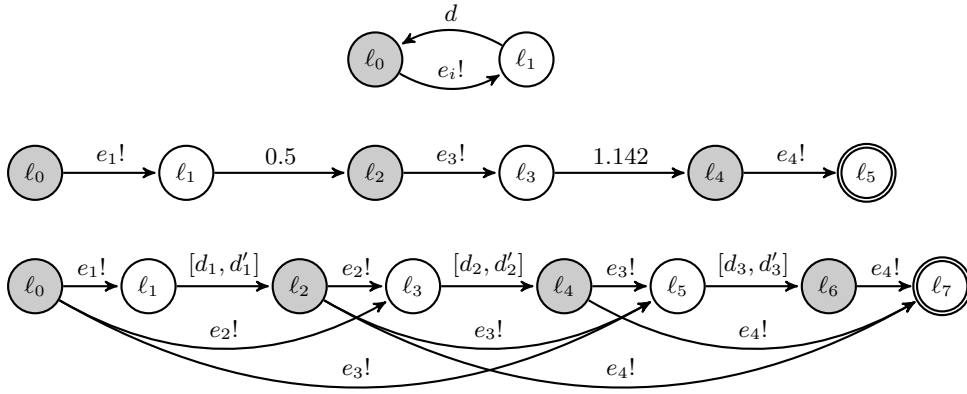 d
ℓ₀ ℓ₁
eᵢ!
e₁! 0.5 e₃! 1.142 e₄!
ℓ₀ ℓ₁ ℓ₂ ℓ₃ ℓ₄ ℓ₅
e₁! [d₁, d′₁] e₂! [d₂, d′₂] e₃! [d₃, d′₃] e₄!
ℓ₀ ℓ₁ ℓ₂ ℓ₃ ℓ₄ ℓ₅ ℓ₆ ℓ₇
e₂! e₃! e₄!
e₃! e₄!